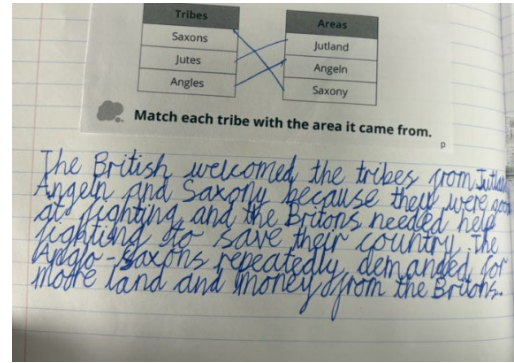 Tribes
Areas
Saxons
Jutland
Jutes
Angeln
Angles
Saxony
Match each tribe with the area it came from.
p
The British welcomed the tribes from Jutland
Angeln and Saxony because they were good
at fighting and the Britons needed help
fighting to save their country. The
Anglo-Saxons repeatedly demanded for
more land and money from the Britons.